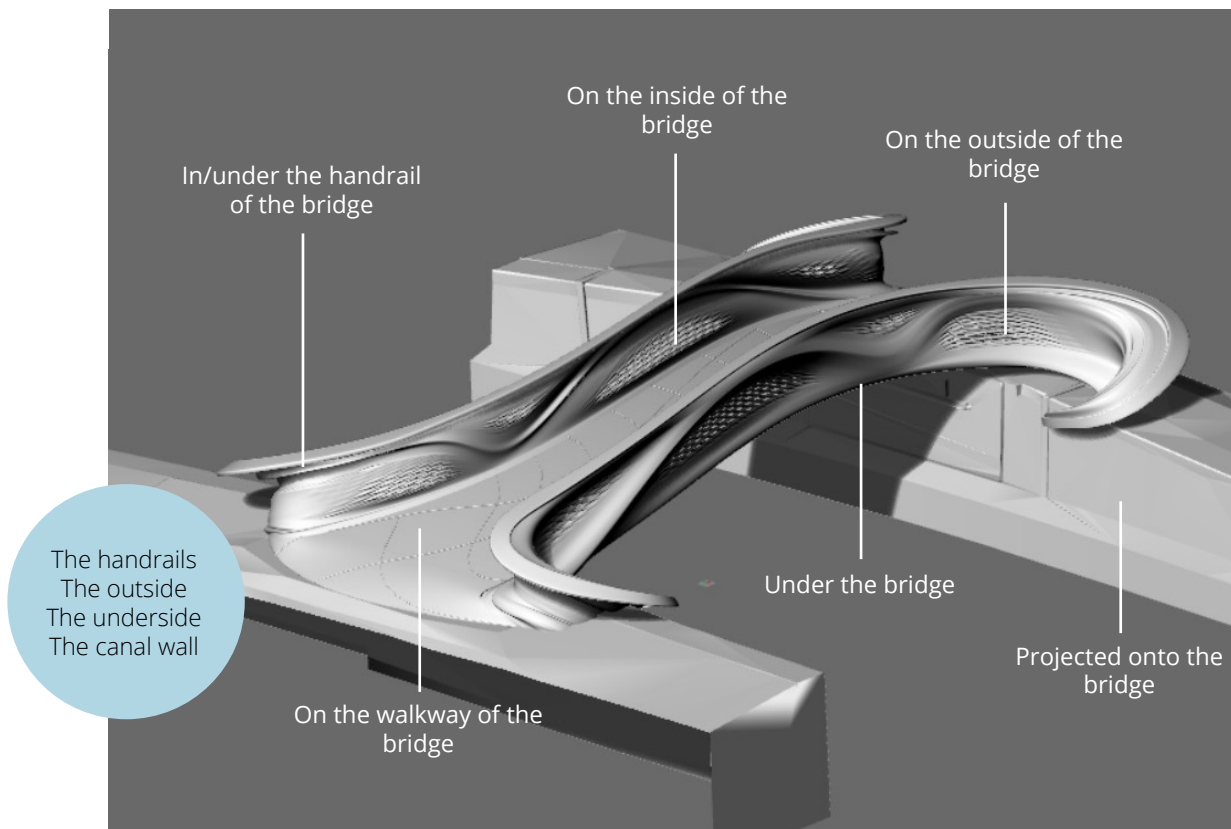 On the inside of the
bridge
On the outside of the
bridge
In/under the handrail
of the bridge
The handrails
The outside
The underside
The canal wall
Under the bridge
Projected onto the
bridge
On the walkway of the
bridge